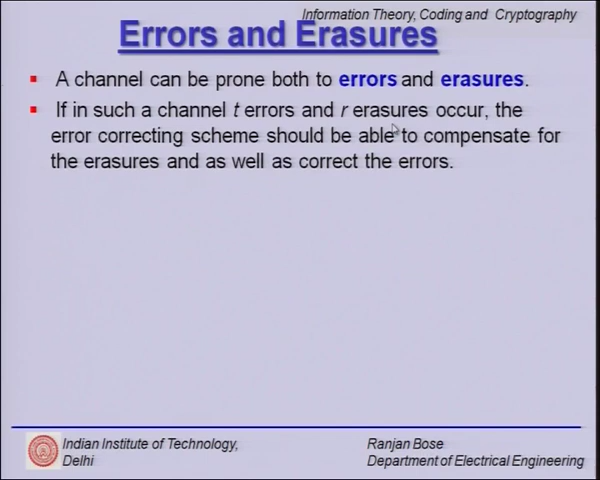 Information Theory, Coding and Cryptography
Errors and Erasures
A channel can be prone both to errors and erasures.
If in such a channel t errors and r erasures occur, the
error correcting scheme should be able to compensate for
the erasures and as well as correct the errors.
Indian Institute of Technology,
Delhi
Ranjan Bose
Department of Electrical Engineering